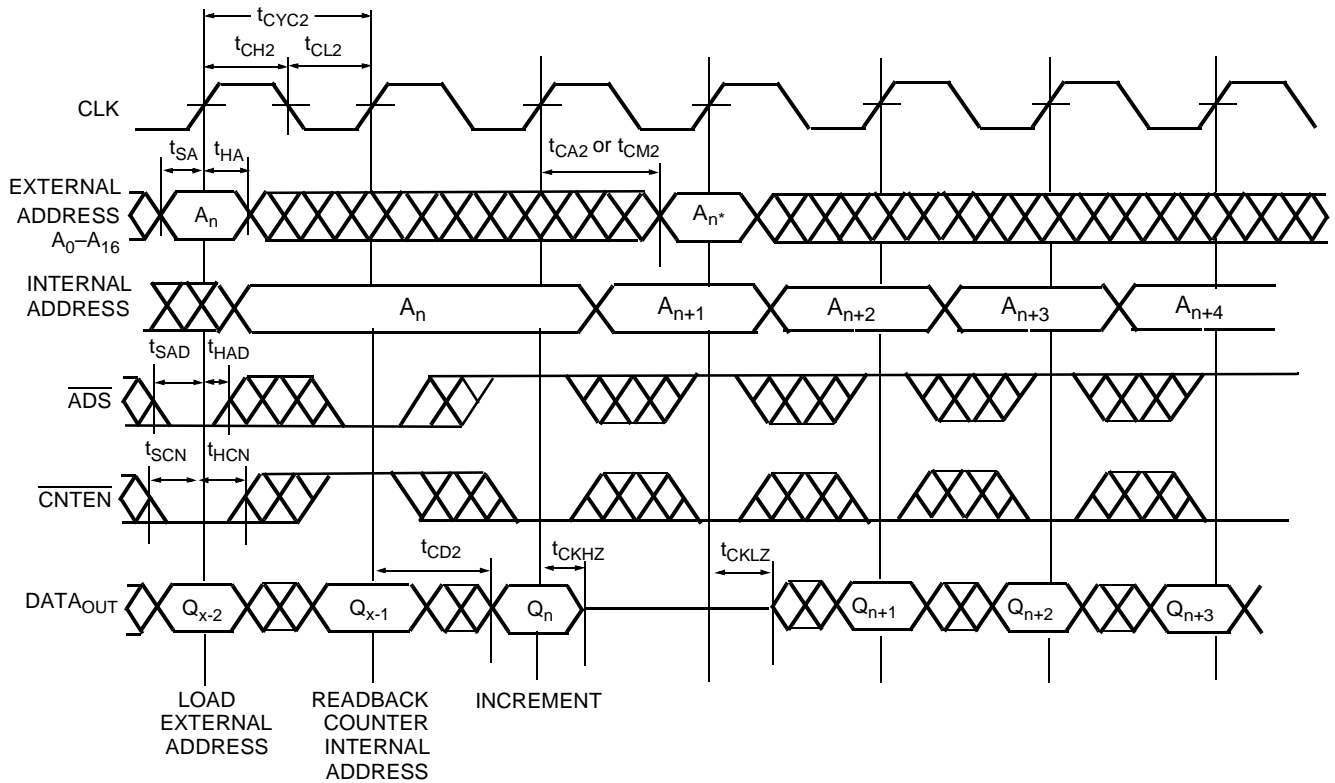 tCYC2
tCH2 tCL2
CLK
tSA tHA tCA2 or tCM2
EXTERNAL
ADDRESS
A0–A16
An An*
INTERNAL
ADDRESS
An An+1 An+2 An+3 An+4
tSAD tHAD
ADS
tSCN tHCN
CNTEN
tCD2 tCKHZ tCKLZ
DATAOUT Qx-2 Qx-1 Qn Qn+1 Qn+2 Qn+3
LOAD
EXTERNAL
ADDRESS
READBACK
COUNTER
INTERNAL
ADDRESS
INCREMENT